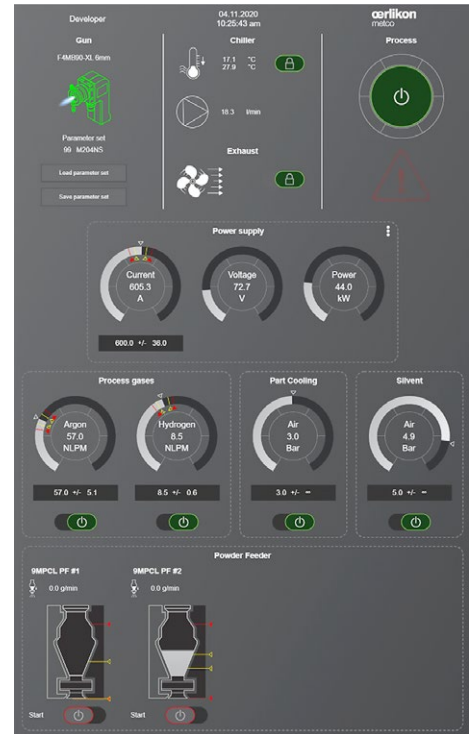 Developer
04.11.2020
10:25:43 am
œrlikon
metco
Gun
F4MB90-XL 6mm
Parameter set
99 M204NS
Load parameter set
Save parameter set
Chiller
17.1 °C
27.9 °C
18.3 l/min
Exhaust
Process
Power supply
Current
605.3
A
600.0 +/- 36.0
Voltage
72.7
V
Power
44.0
kW
Process gases
Argon
57.0
NLPM
57.0 +/- 5.1
Hydrogen
8.5
NLPM
8.5 +/- 0.6
Part Cooling
Air
3.0
Bar
3.0 +/- --
Silvent
Air
4.9
Bar
5.0 +/- --
Powder Feeder
9MPCL PF #1
0.0 g/min
Start
9MPCL PF #2
0.0 g/min
Start